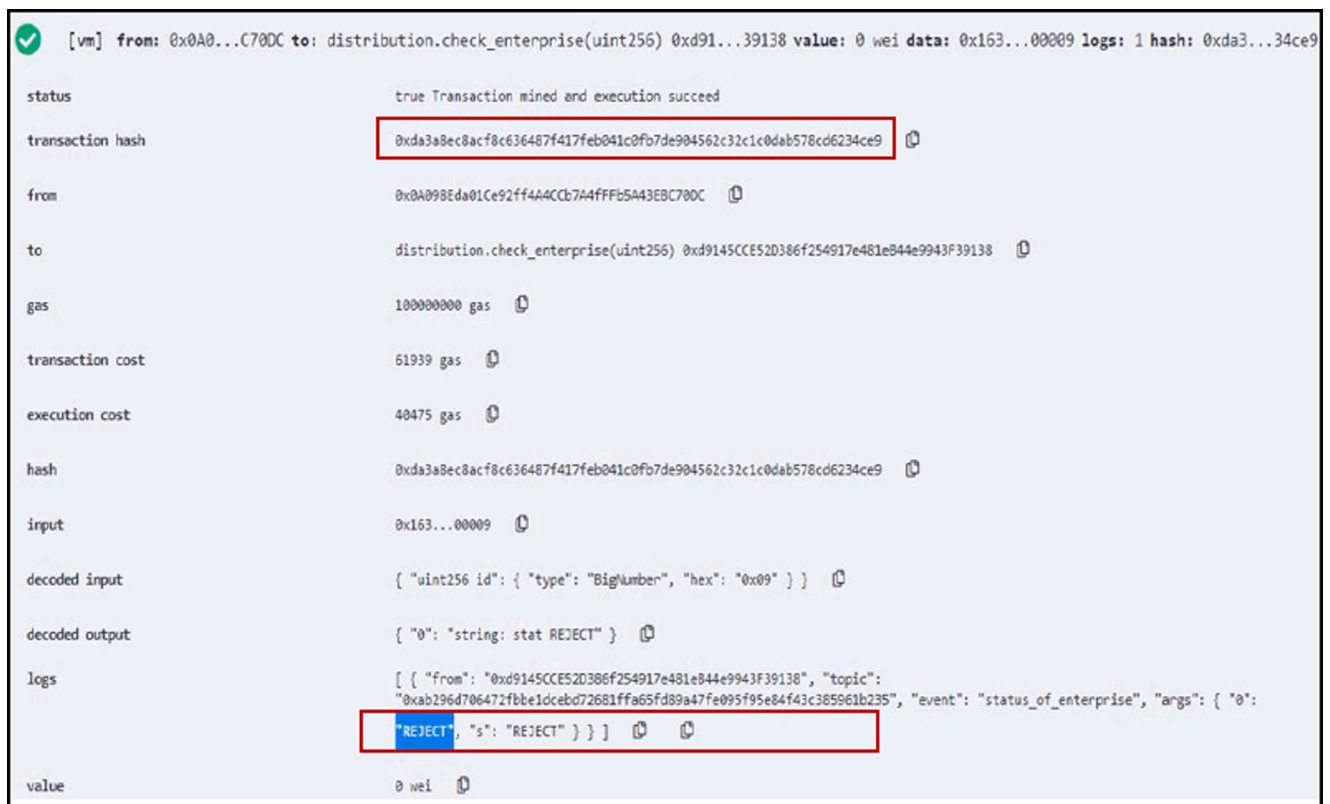 [vm] from: 0x0A0...C70DC to: distribution.check_enterprise(uint256) 0xd91...39138 value: 0 wei data: 0x163...00009 logs: 1 hash: 0xda3...34ce9
status true Transaction mined and execution succeed
transaction hash 0xda3a8ec8acf8c636487f417feb041c0fb7de904562c32c1c0dab578cd6234ce9
from 0x0A098Eda01Ce92ff4A4CCb7A4fFFb5A43EBC70DC
to distribution.check_enterprise(uint256) 0xd9145CCE52D386f254917e481eB44e9943F39138
gas 100000000 gas
transaction cost 61939 gas
execution cost 40475 gas
hash 0xda3a8ec8acf8c636487f417feb041c0fb7de904562c32c1c0dab578cd6234ce9
input 0x163...00009
decoded input { "uint256 id": { "type": "BigNumber", "hex": "0x09" } }
decoded output { "0": "string: stat REJECT" }
logs [ { "from": "0xd9145CCE52D386f254917e481eB44e9943F39138", "topic":
"0xab296d706472fbbe1dcebd72681ffa65fd89a47fe095f95e84f43c385961b235", "event": "status_of_enterprise", "args": { "0":
"REJECT", "s": "REJECT" } } ]
value 0 wei